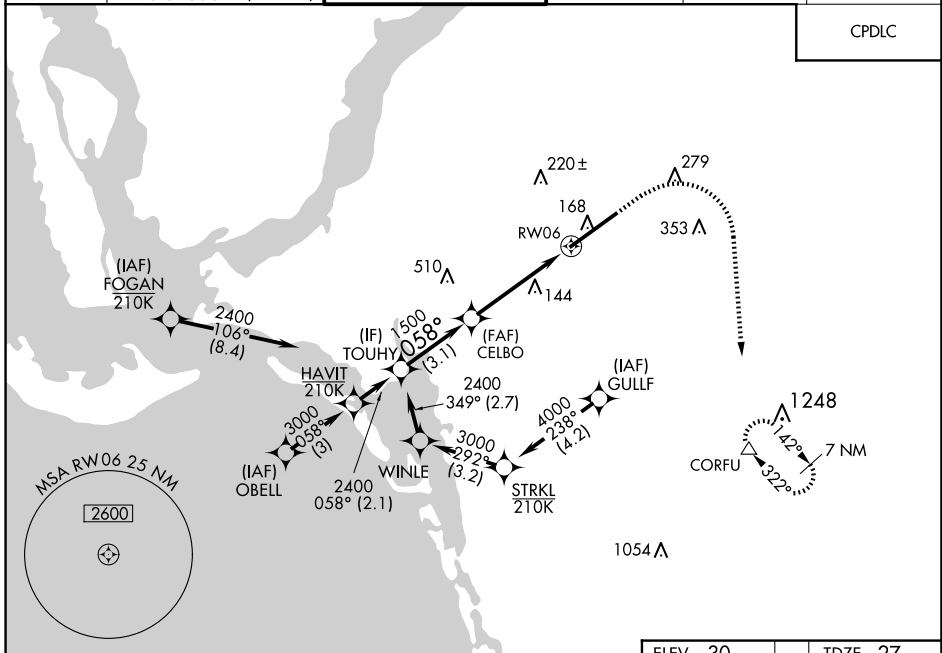 CPDLC
220 ±
279
168
RW06
353
510
144
(IAF)
FOGAN
210K
2400
106°
(8.4)
(IF)
TOUHY
1500
058°
(3.1)
(FAF)
CELBO
HAVIT
210K
2400
349° (2.7)
(IAF)
GULLF
4000
238°
(4.2)
3000
058°
(3)
(IAF)
OBELL
WINLE
3000
292°
(3.2)
STRKL
210K
2400
058° (2.1)
1248
142°
7 NM
CORFU
322°
MSA RW06 25 NM
2600
1054
ELEV 30
TDZE 27